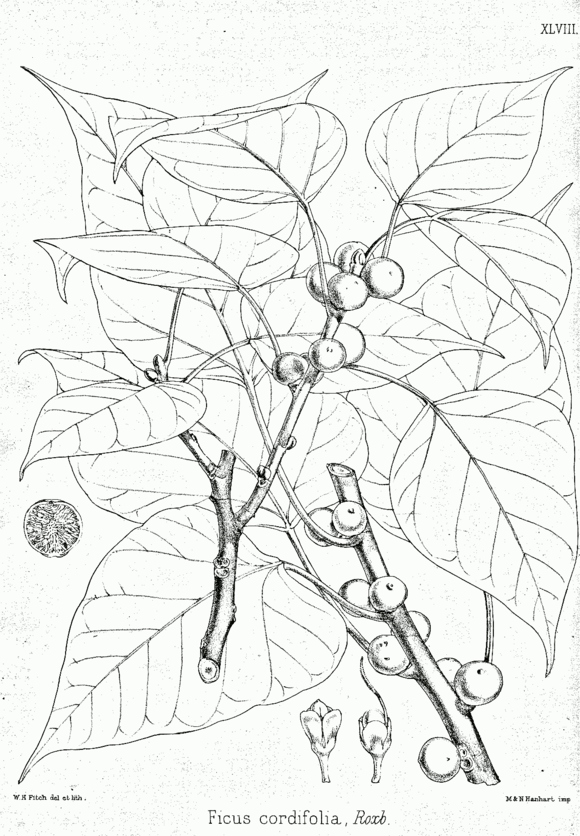 XLVIII.
W. H Fitch del et lith.
M & N Hanhart imp
Ficus cordifolia, Roxb.